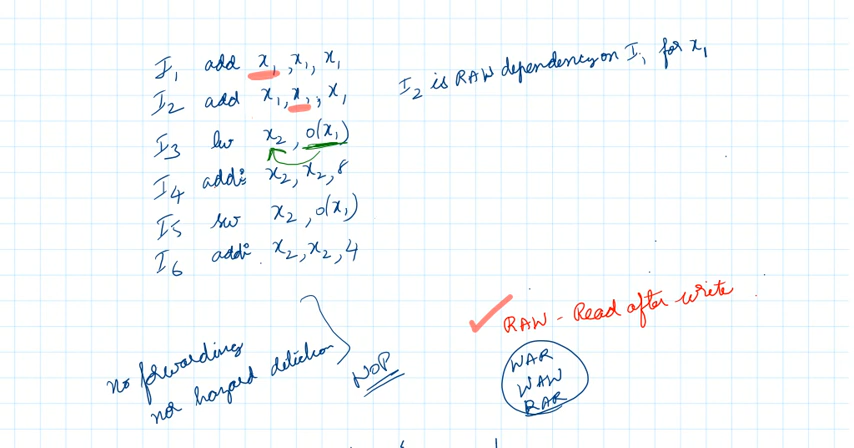 I1 add x1, x1, x1
I2 add x1, x1, x1
I2 is RAW dependency on I1 for x1
I3 lw x2, 0(x1)
I4 addi x2, x2, 8
I5 sw x2, 0(x1)
I6 addi x2, x2, 4
RAW - Read after write
no forwarding
not hazard detection
NOP
WAR
WAW
RAR